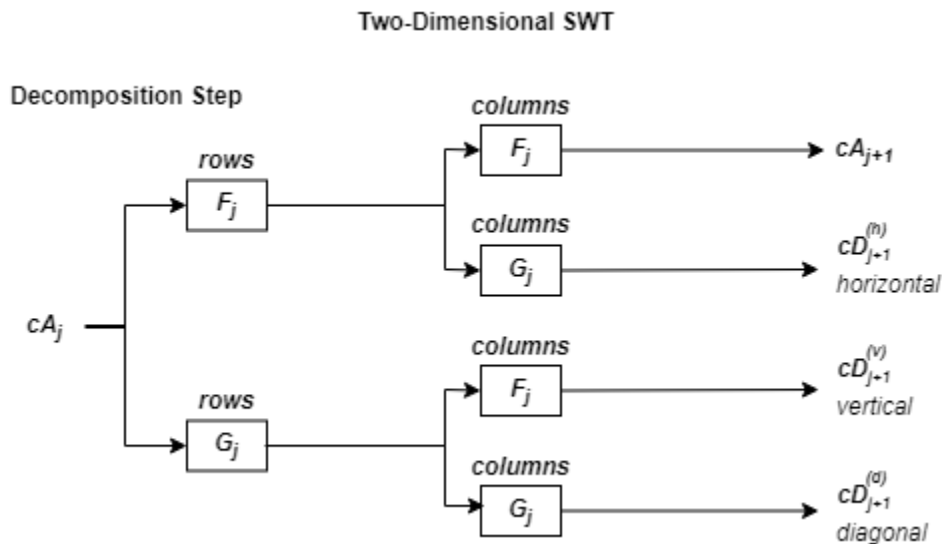 Two-Dimensional SWT
Decomposition Step
columns
F_j
cA_{j+1}
rows
F_j
columns
G_j
cD_{j+1}^{(h)}
horizontal
cA_j
columns
F_j
cD_{j+1}^{(v)}
vertical
rows
G_j
columns
G_j
cD_{j+1}^{(d)}
diagonal